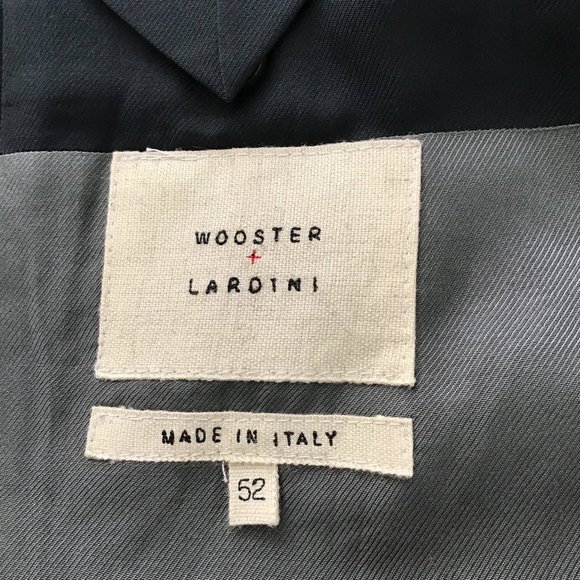 WOOSTER
+
LARDINI
MADE IN ITALY
52